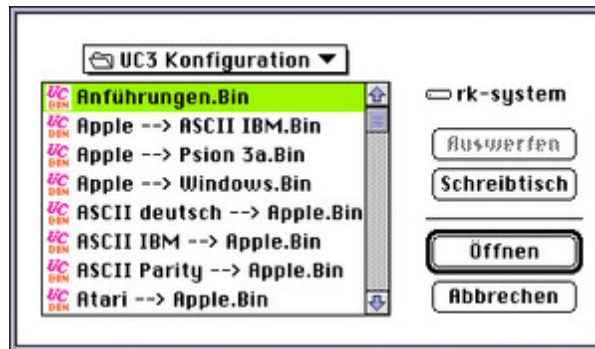 UC3 Konfiguration
Anführungen.Bin
Apple --> ASCII IBM.Bin
Apple --> Psion 3a.Bin
Apple --> Windows.Bin
ASCII deutsch --> Apple.Bin
ASCII IBM --> Apple.Bin
ASCII Parity --> Apple.Bin
Atari --> Apple.Bin
rk-system
Auswerfen
Schreibtisch
Öffnen
Abbrechen